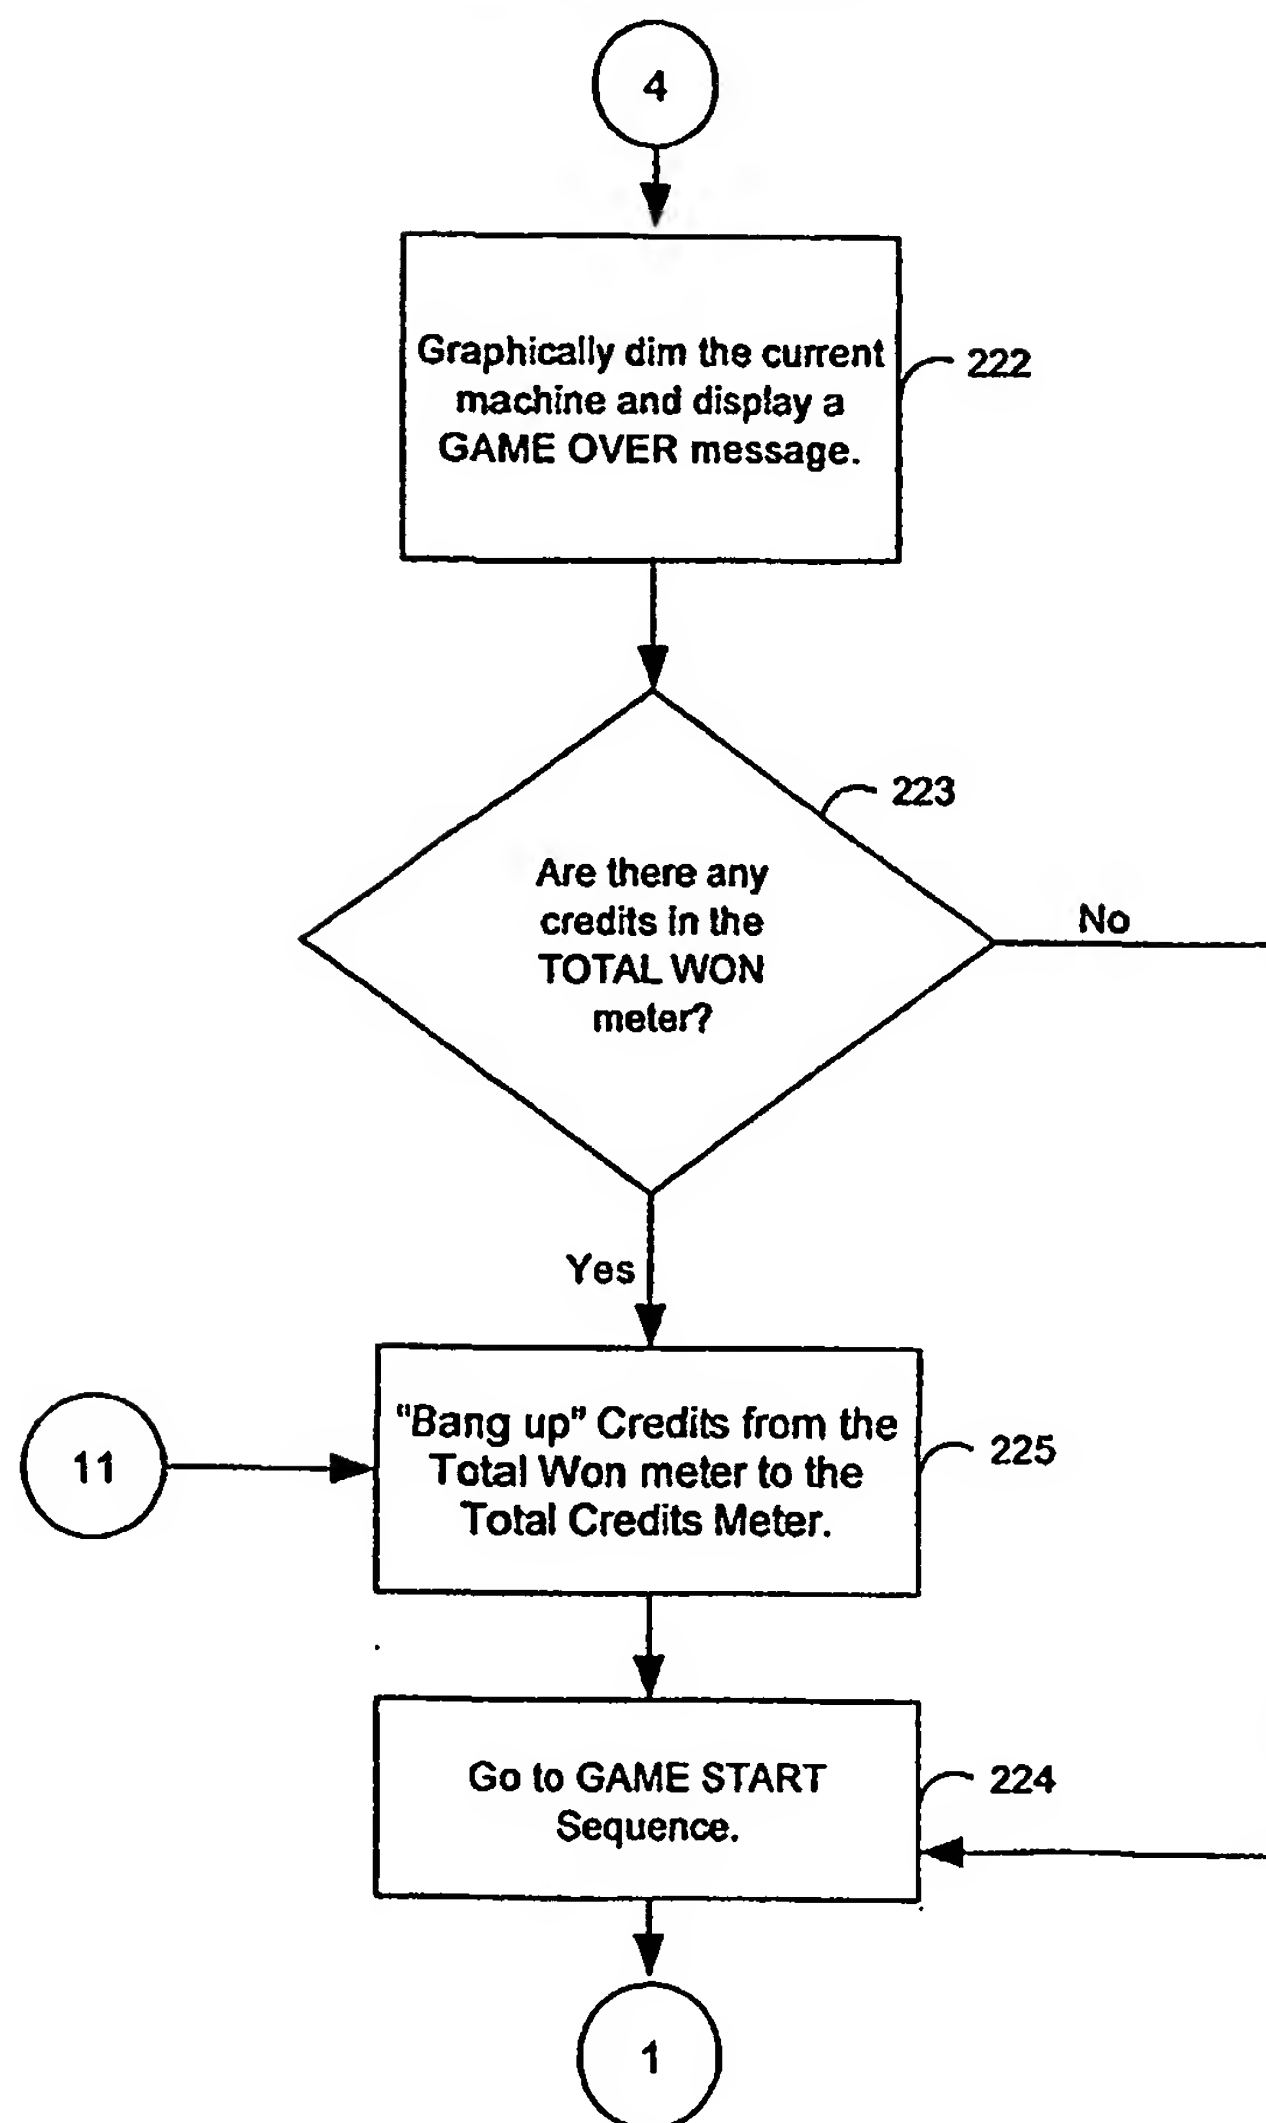 4
Graphically dim the current
machine and display a
GAME OVER message.
222
223
Are there any
credits in the
TOTAL WON
meter?
No
Yes
"Bang up" Credits from the
Total Won meter to the
Total Credits Meter.
225
11
Go to GAME START
Sequence.
224
1